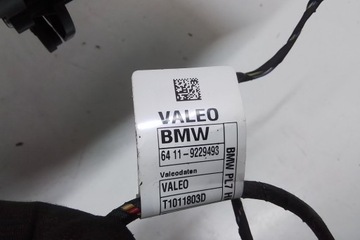 VALEO
BMW
64 11-9229493
Valeodaten
VALEO
T1011803D
BMW PL7 H